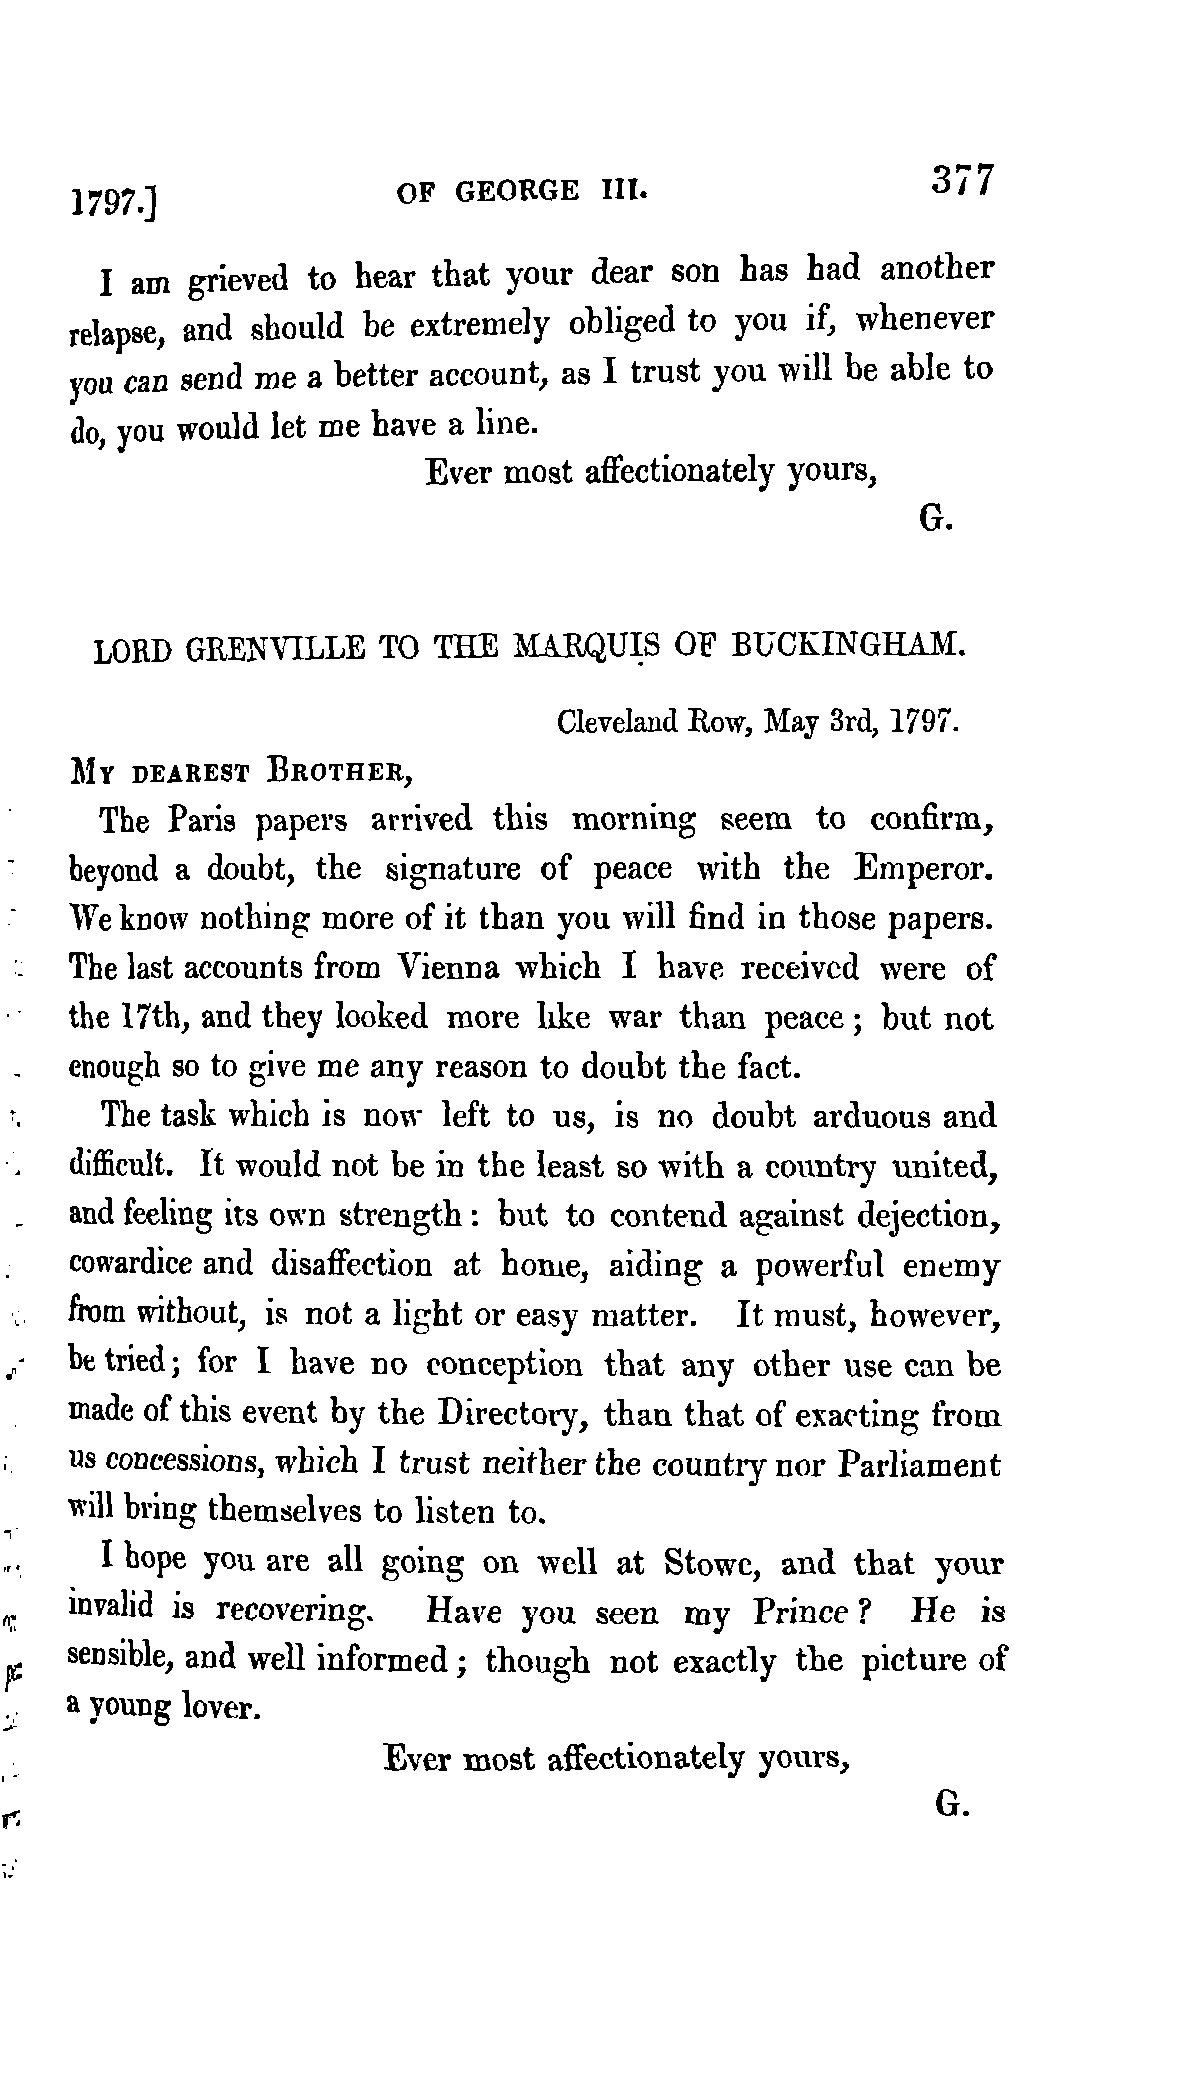 1797.] OF GEORGE III. 377
I am grieved to hear that your dear son has had another
relapse, and should be extremely obliged to you if, whenever
you can send me a better account, as I trust you will be able to
do, you would let me have a line.
Ever most affectionately yours,
G.
LORD GRENVILLE TO THE MARQUIS OF BUCKINGHAM.
Cleveland Row, May 3rd, 1797.
MY DEAREST BROTHER,
The Paris papers arrived this morning seem to confirm,
beyond a doubt, the signature of peace with the Emperor.
We know nothing more of it than you will find in those papers.
The last accounts from Vienna which I have received were of
the 17th, and they looked more like war than peace; but not
enough so to give me any reason to doubt the fact.
The task which is now left to us, is no doubt arduous and
difficult. It would not be in the least so with a country united,
and feeling its own strength: but to contend against dejection,
cowardice and disaffection at home, aiding a powerful enemy
from without, is not a light or easy matter. It must, however,
be tried; for I have no conception that any other use can be
made of this event by the Directory, than that of exacting from
us concessions, which I trust neither the country nor Parliament
will bring themselves to listen to.
I hope you are all going on well at Stowe, and that your
invalid is recovering. Have you seen my Prince? He is
sensible, and well informed; though not exactly the picture of
a young lover.
Ever most affectionately yours,
G.